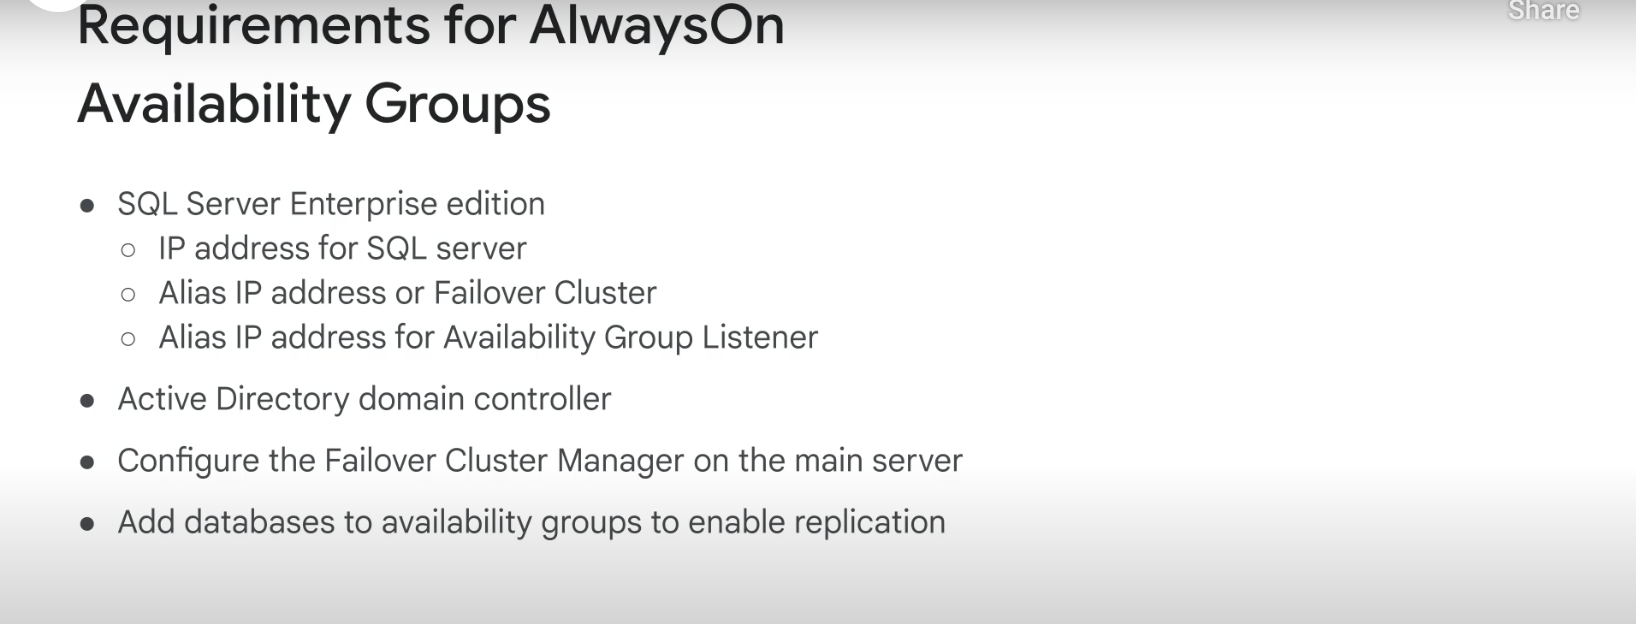 Share
Requirements for AlwaysOn
Availability Groups
● SQL Server Enterprise edition
○ IP address for SQL server
○ Alias IP address or Failover Cluster
○ Alias IP address for Availability Group Listener
● Active Directory domain controller
● Configure the Failover Cluster Manager on the main server
● Add databases to availability groups to enable replication